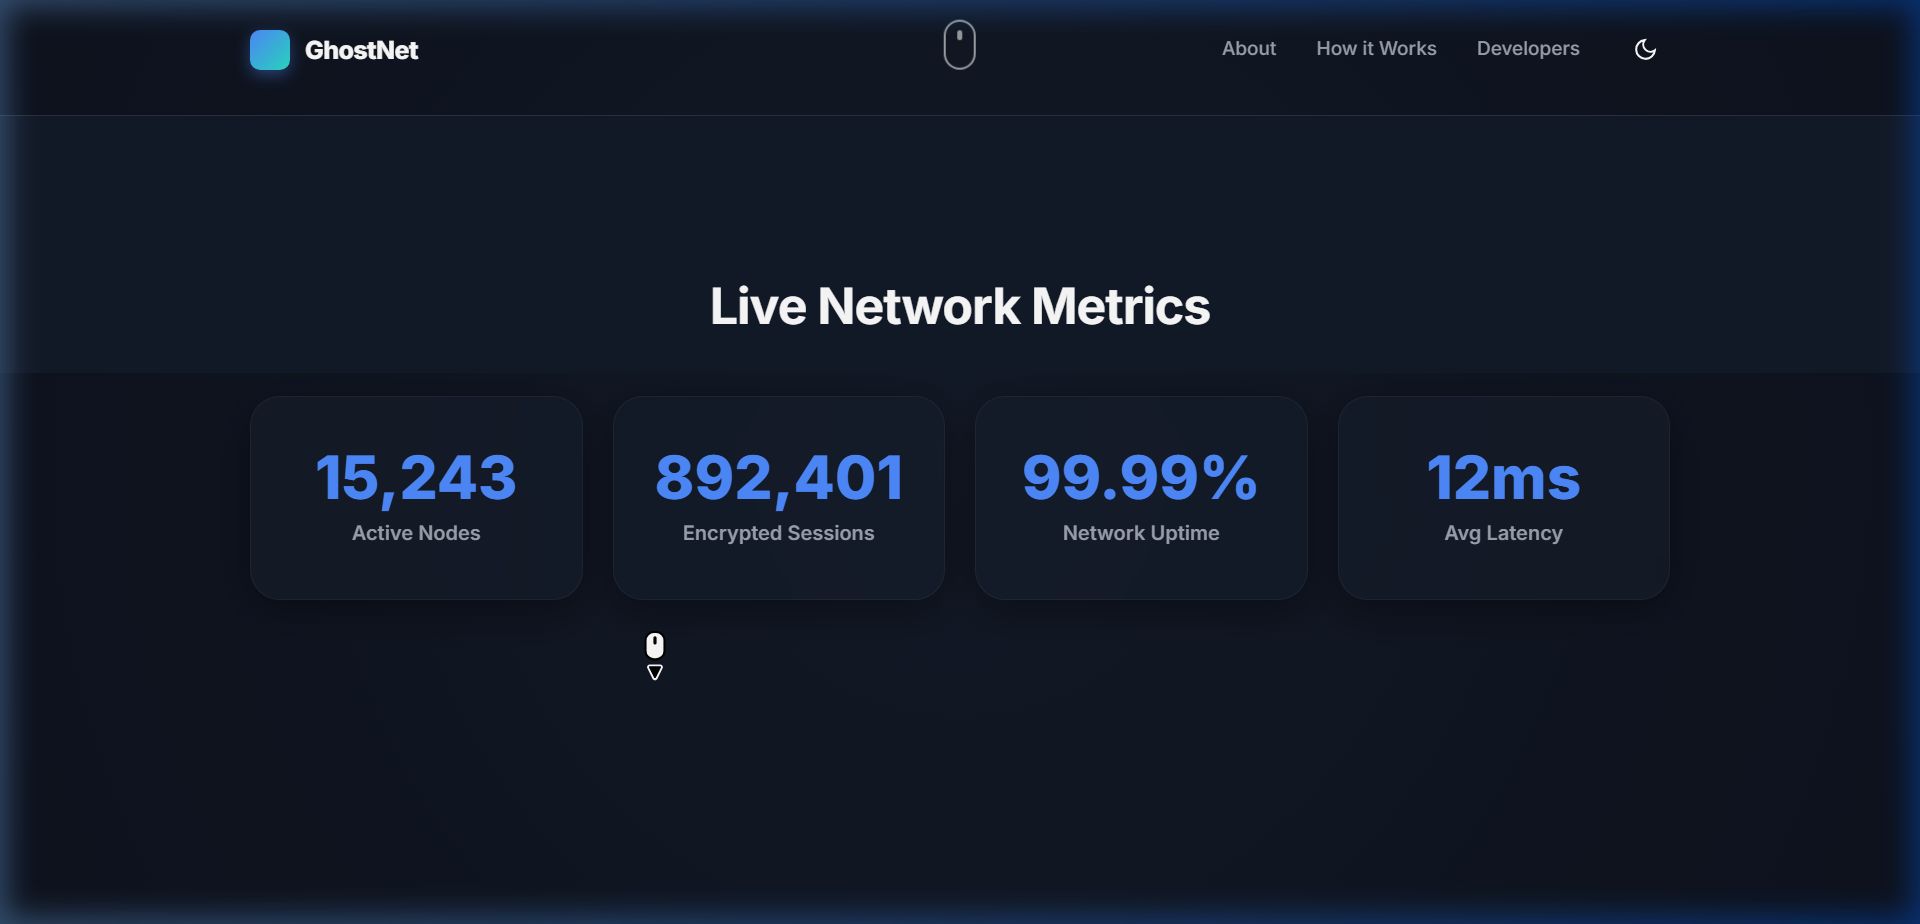 GhostNet
About
How it Works
Developers
Live Network Metrics
15,243
Active Nodes
892,401
Encrypted Sessions
99.99%
Network Uptime
12ms
Avg Latency